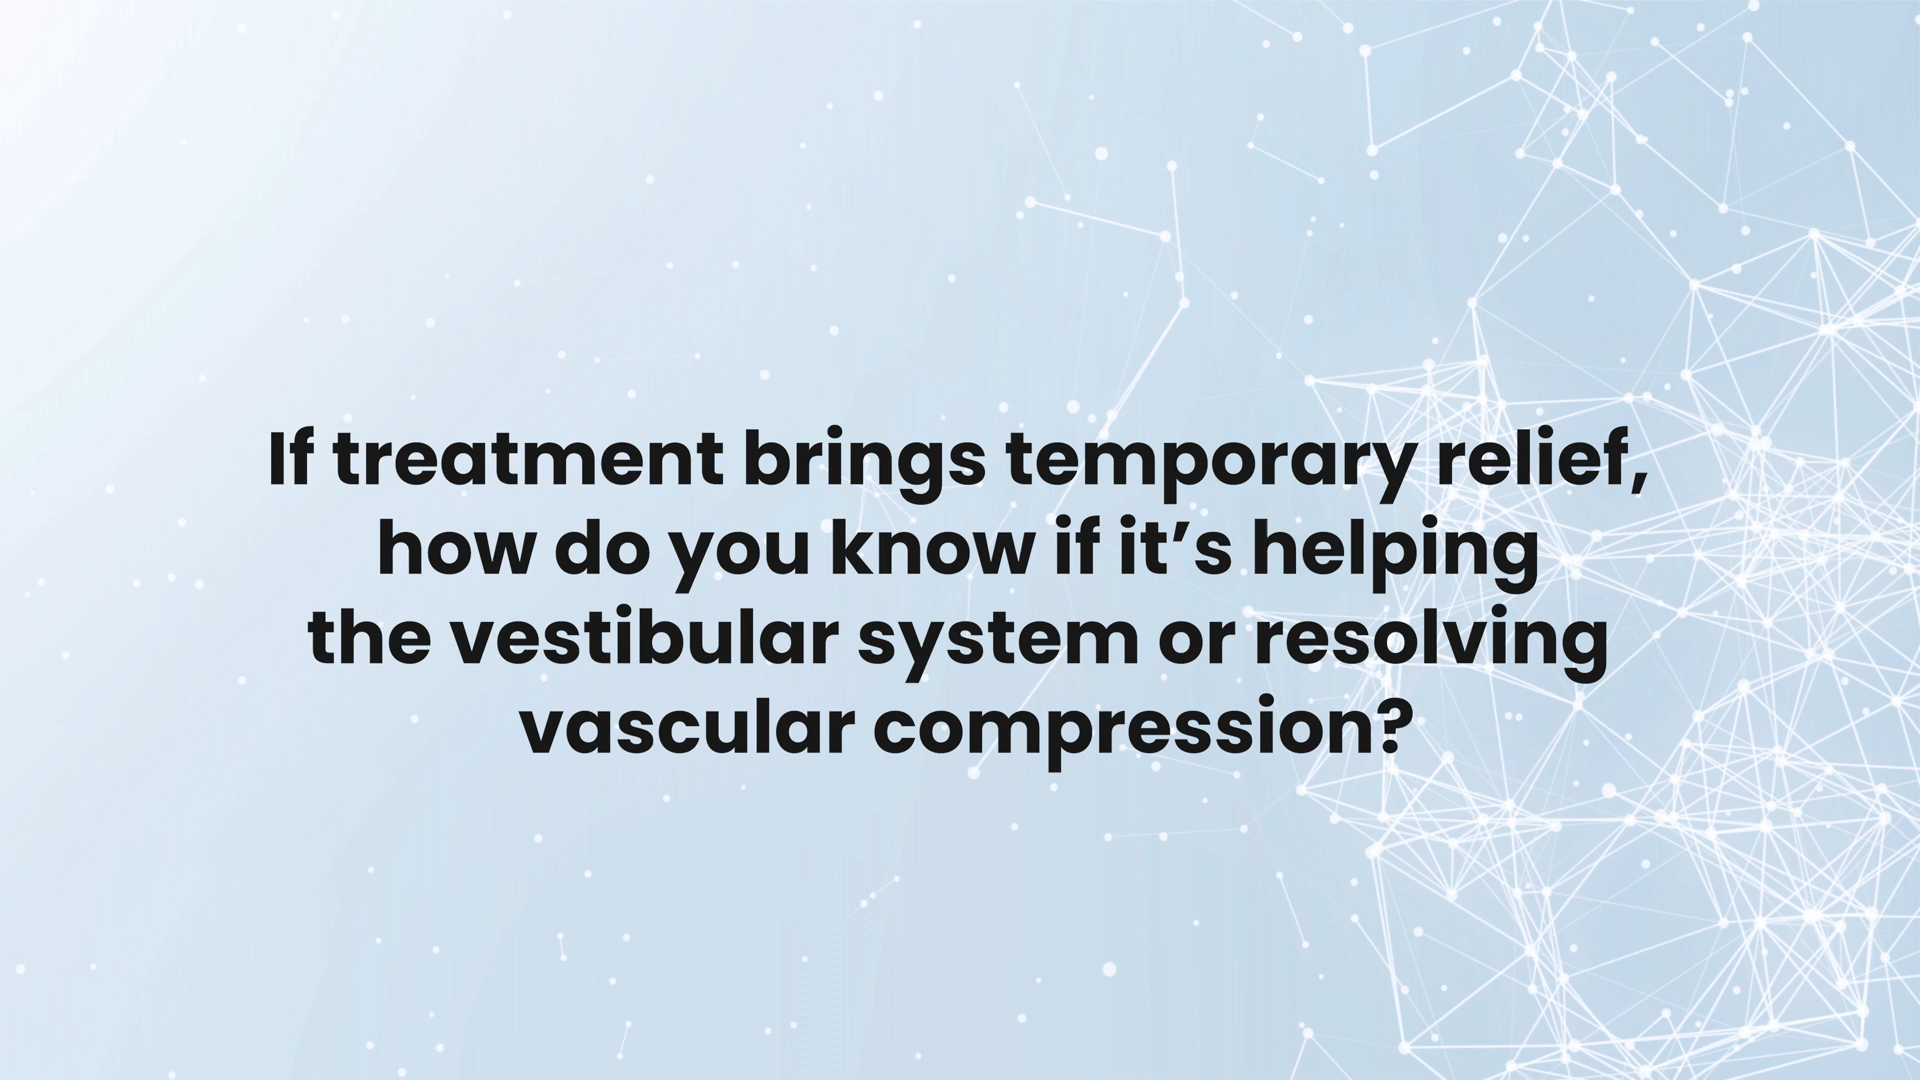 If treatment brings temporary relief,
how do you know if it’s helping
the vestibular system or resolving
vascular compression?